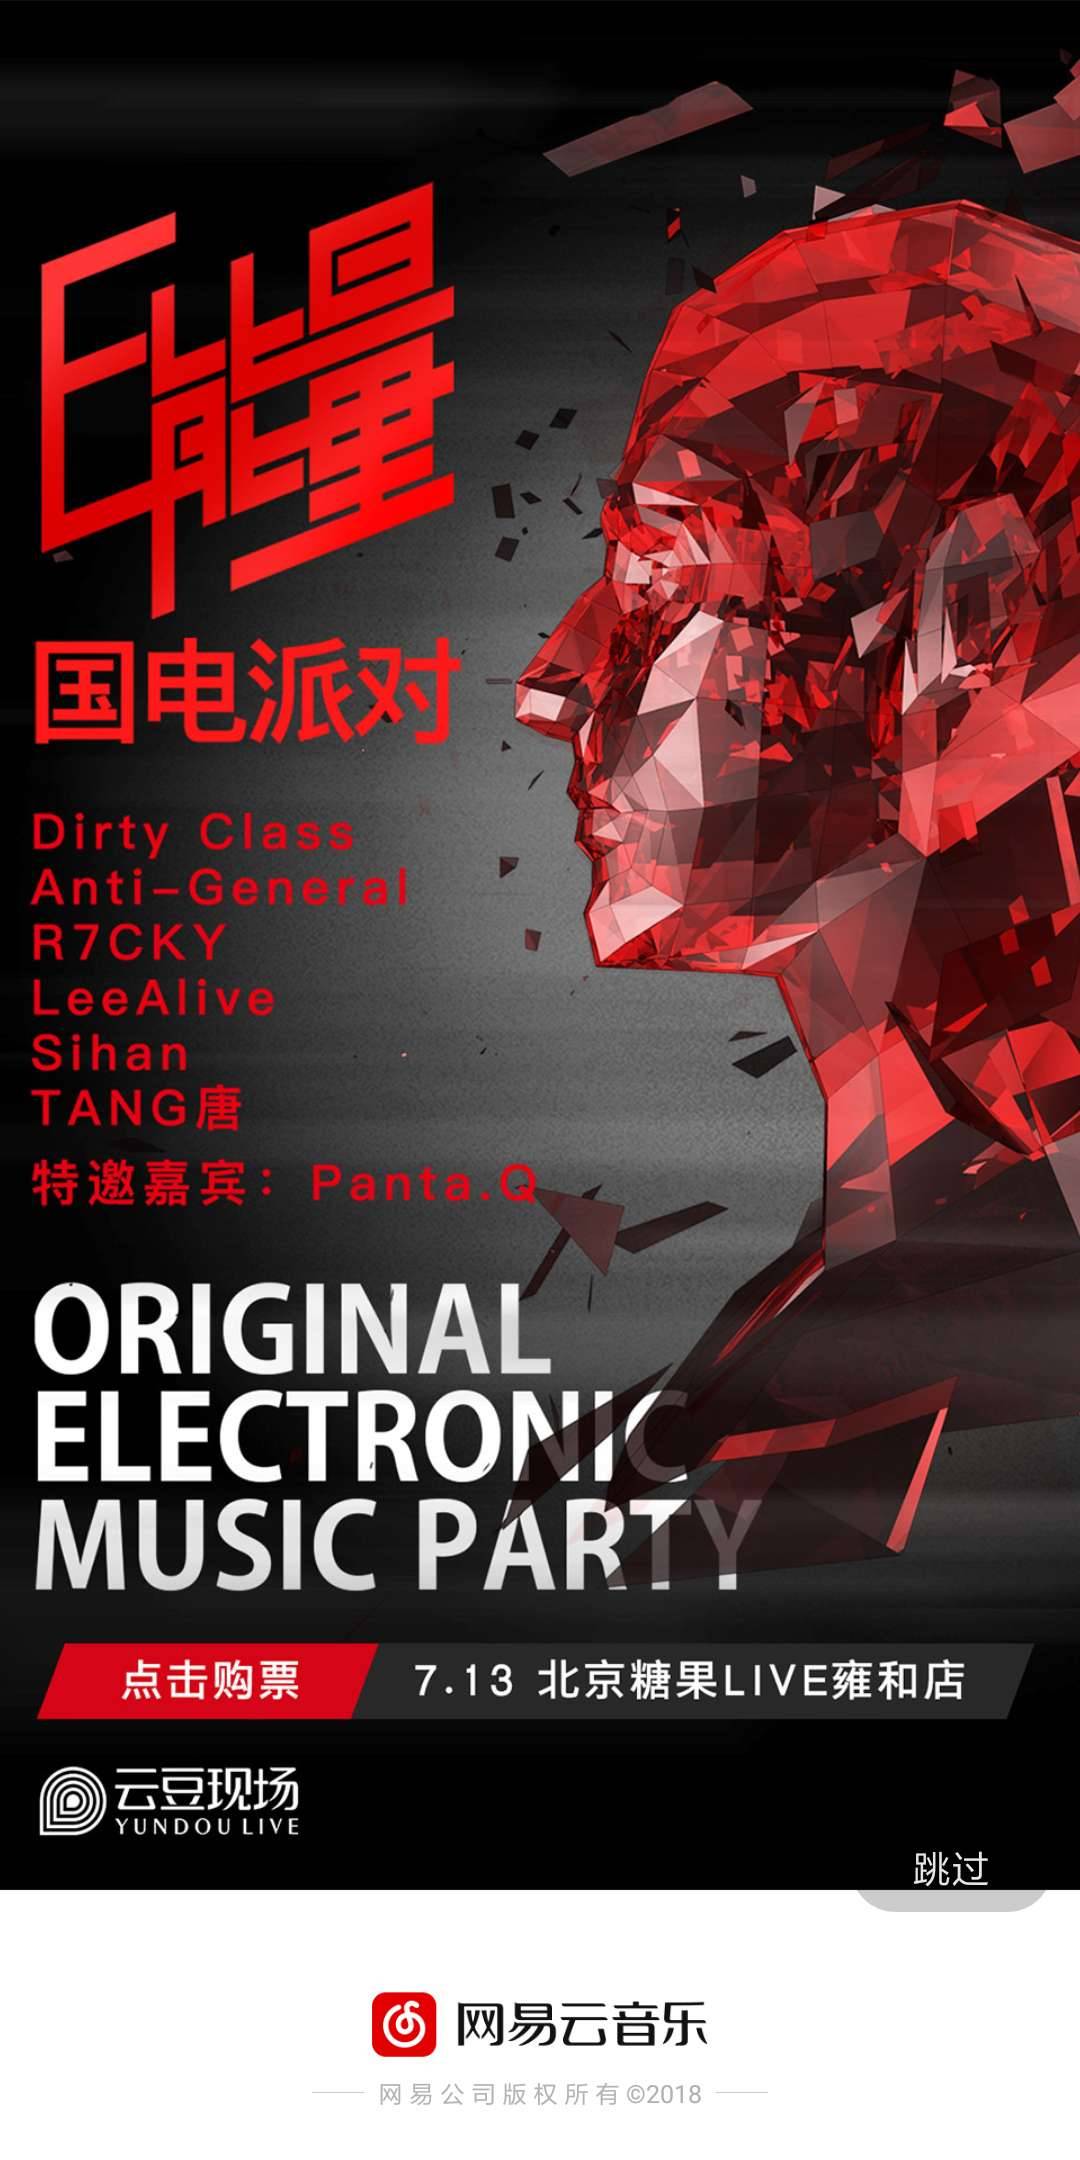 E能量
国电派对
Dirty Class
Anti-General
R7CKY
LeeAlive
Sihan
TANG唐
特邀嘉宾：Panta.Q
ORIGINAL
ELECTRONIC
MUSIC PARTY
点击购票 7.13 北京糖果LIVE雍和店
云豆现场
YUNDOU LIVE
跳过
网易云音乐
网易公司版权所有©2018